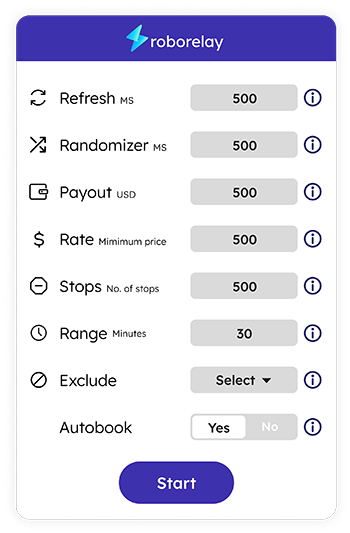 roborelay
Refresh MS 500
Randomizer MS 500
Payout USD 500
Rate Mimimum price 500
Stops No. of stops 500
Range Minutes 30
Exclude Select
Autobook Yes No
Start